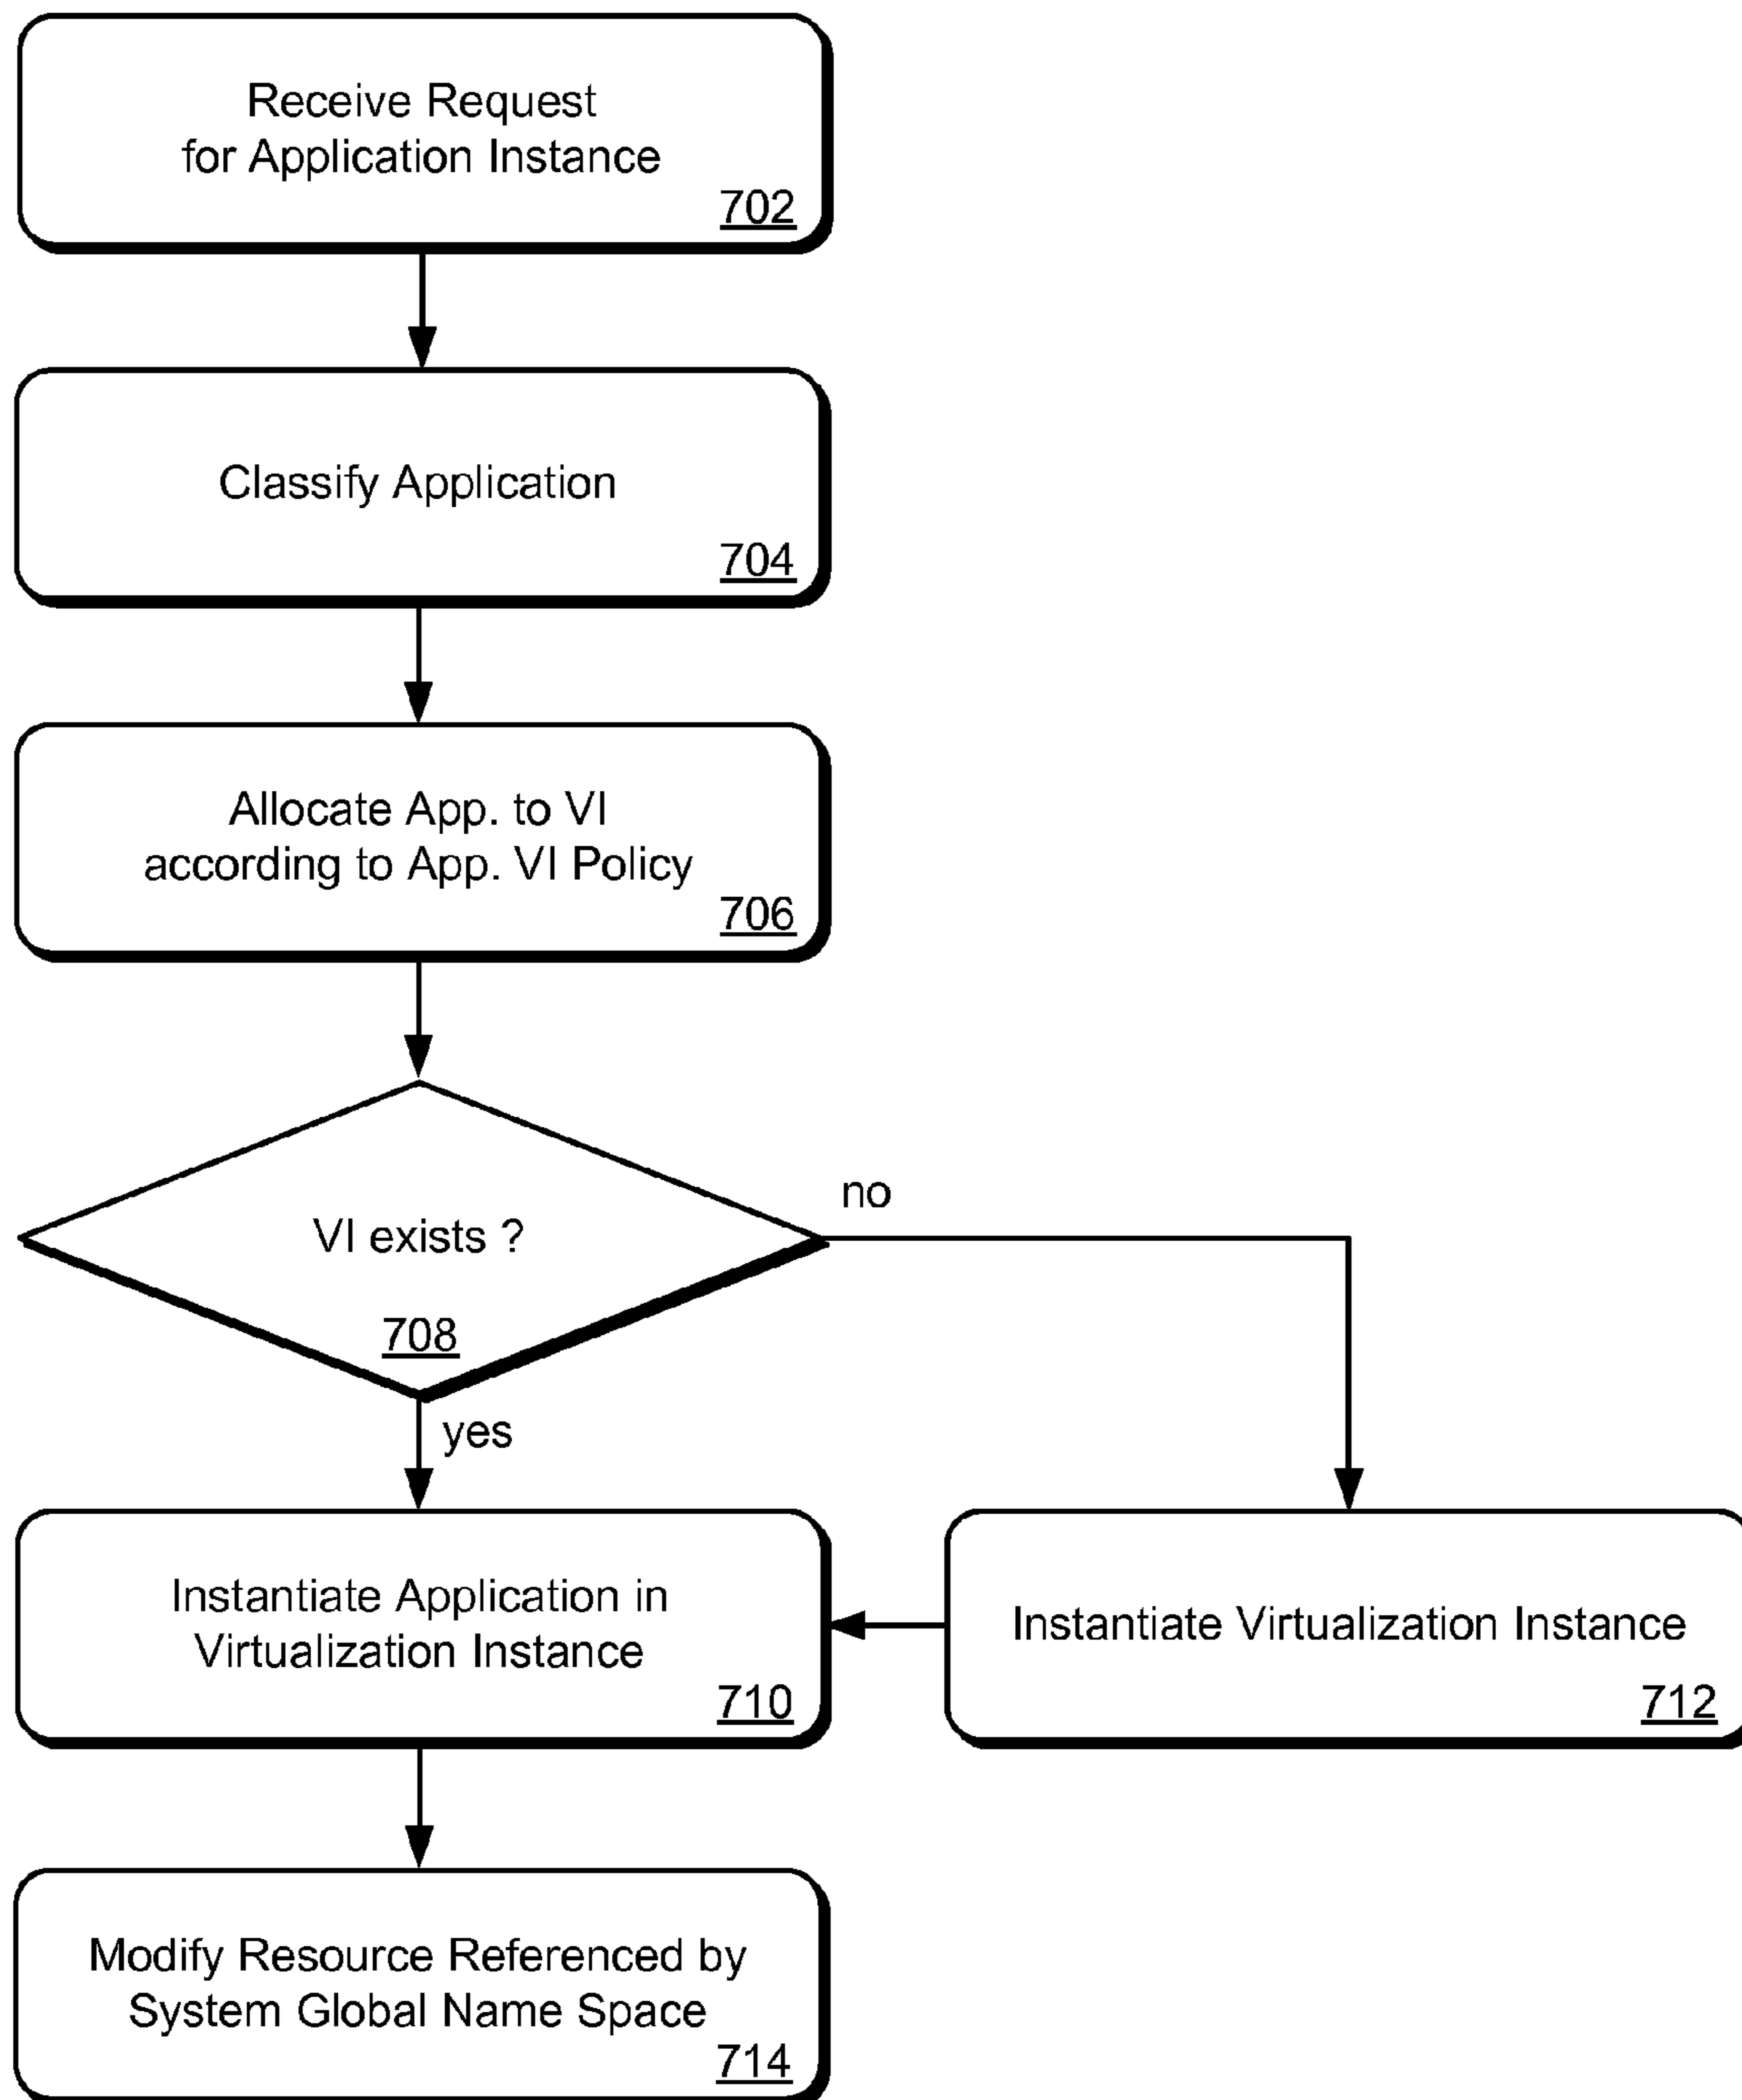 Receive Request
for Application Instance
702
Classify Application
704
Allocate App. to VI
according to App. VI Policy
706
VI exists ?
708
no
yes
Instantiate Application in
Virtualization Instance
710
Instantiate Virtualization Instance
712
Modify Resource Referenced by
System Global Name Space
714